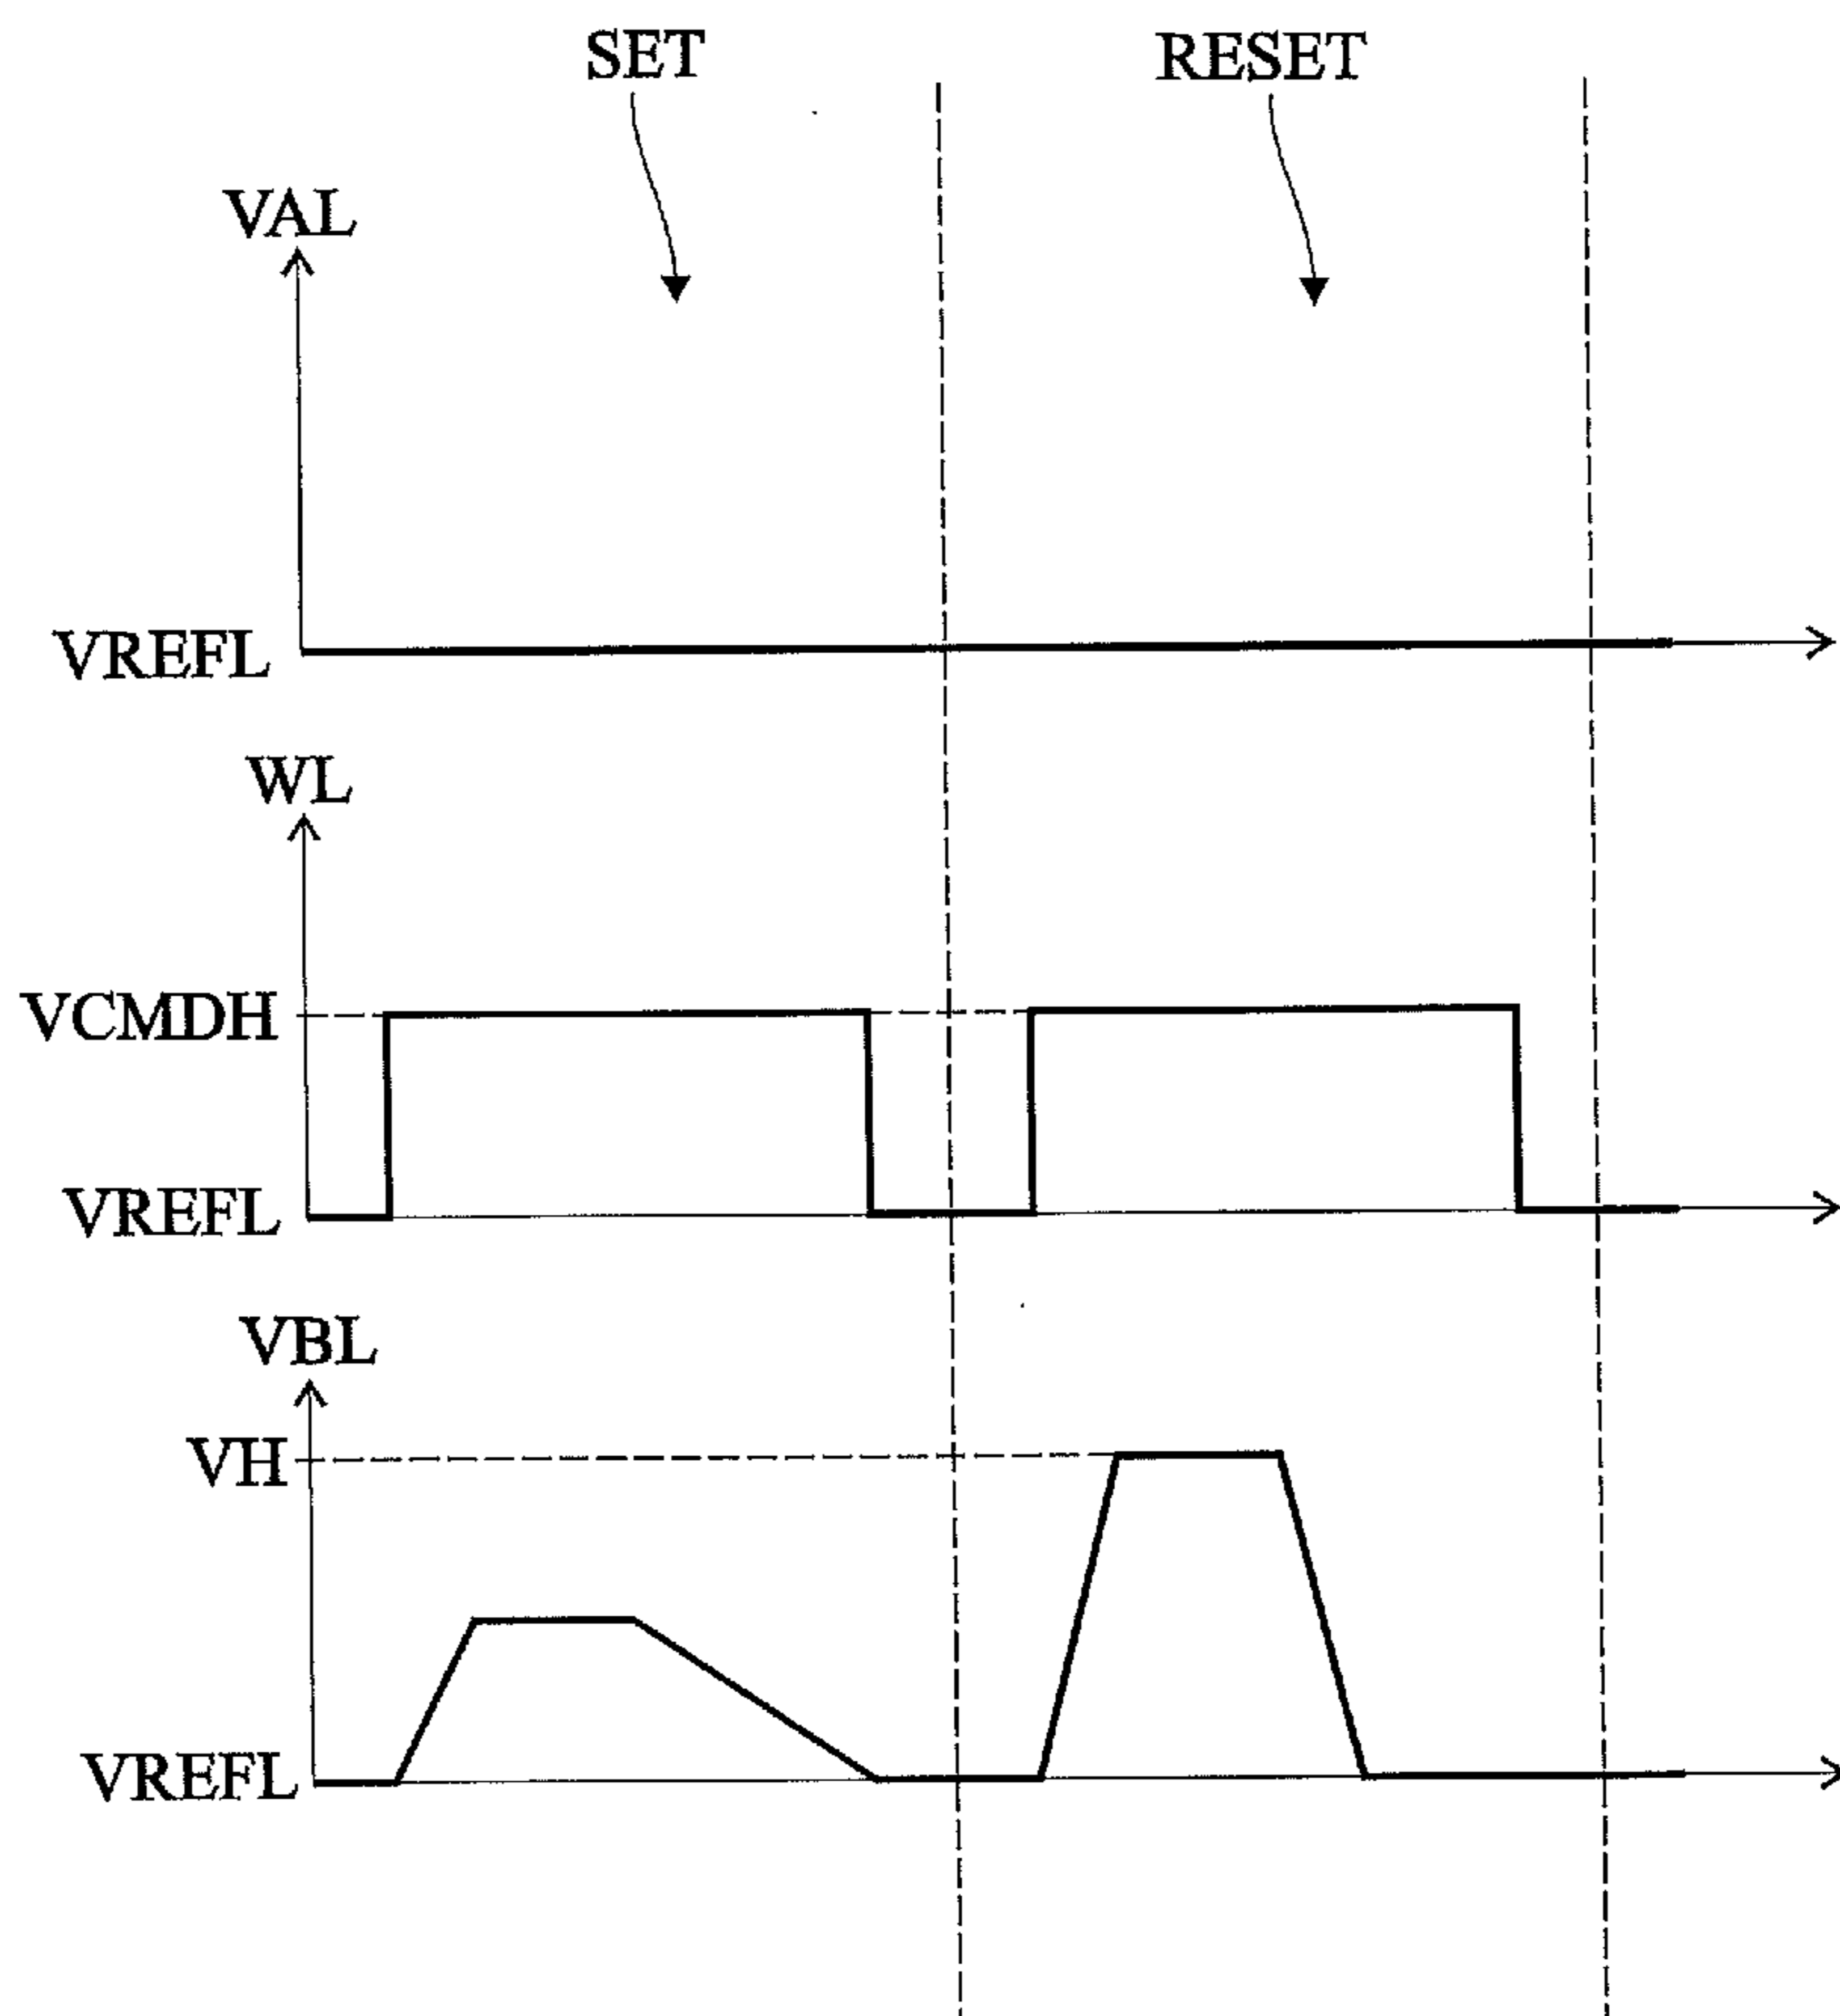 SET
RESET
VAL
VREFL
WL
VCMDH
VREFL
VBL
VH
VREFL